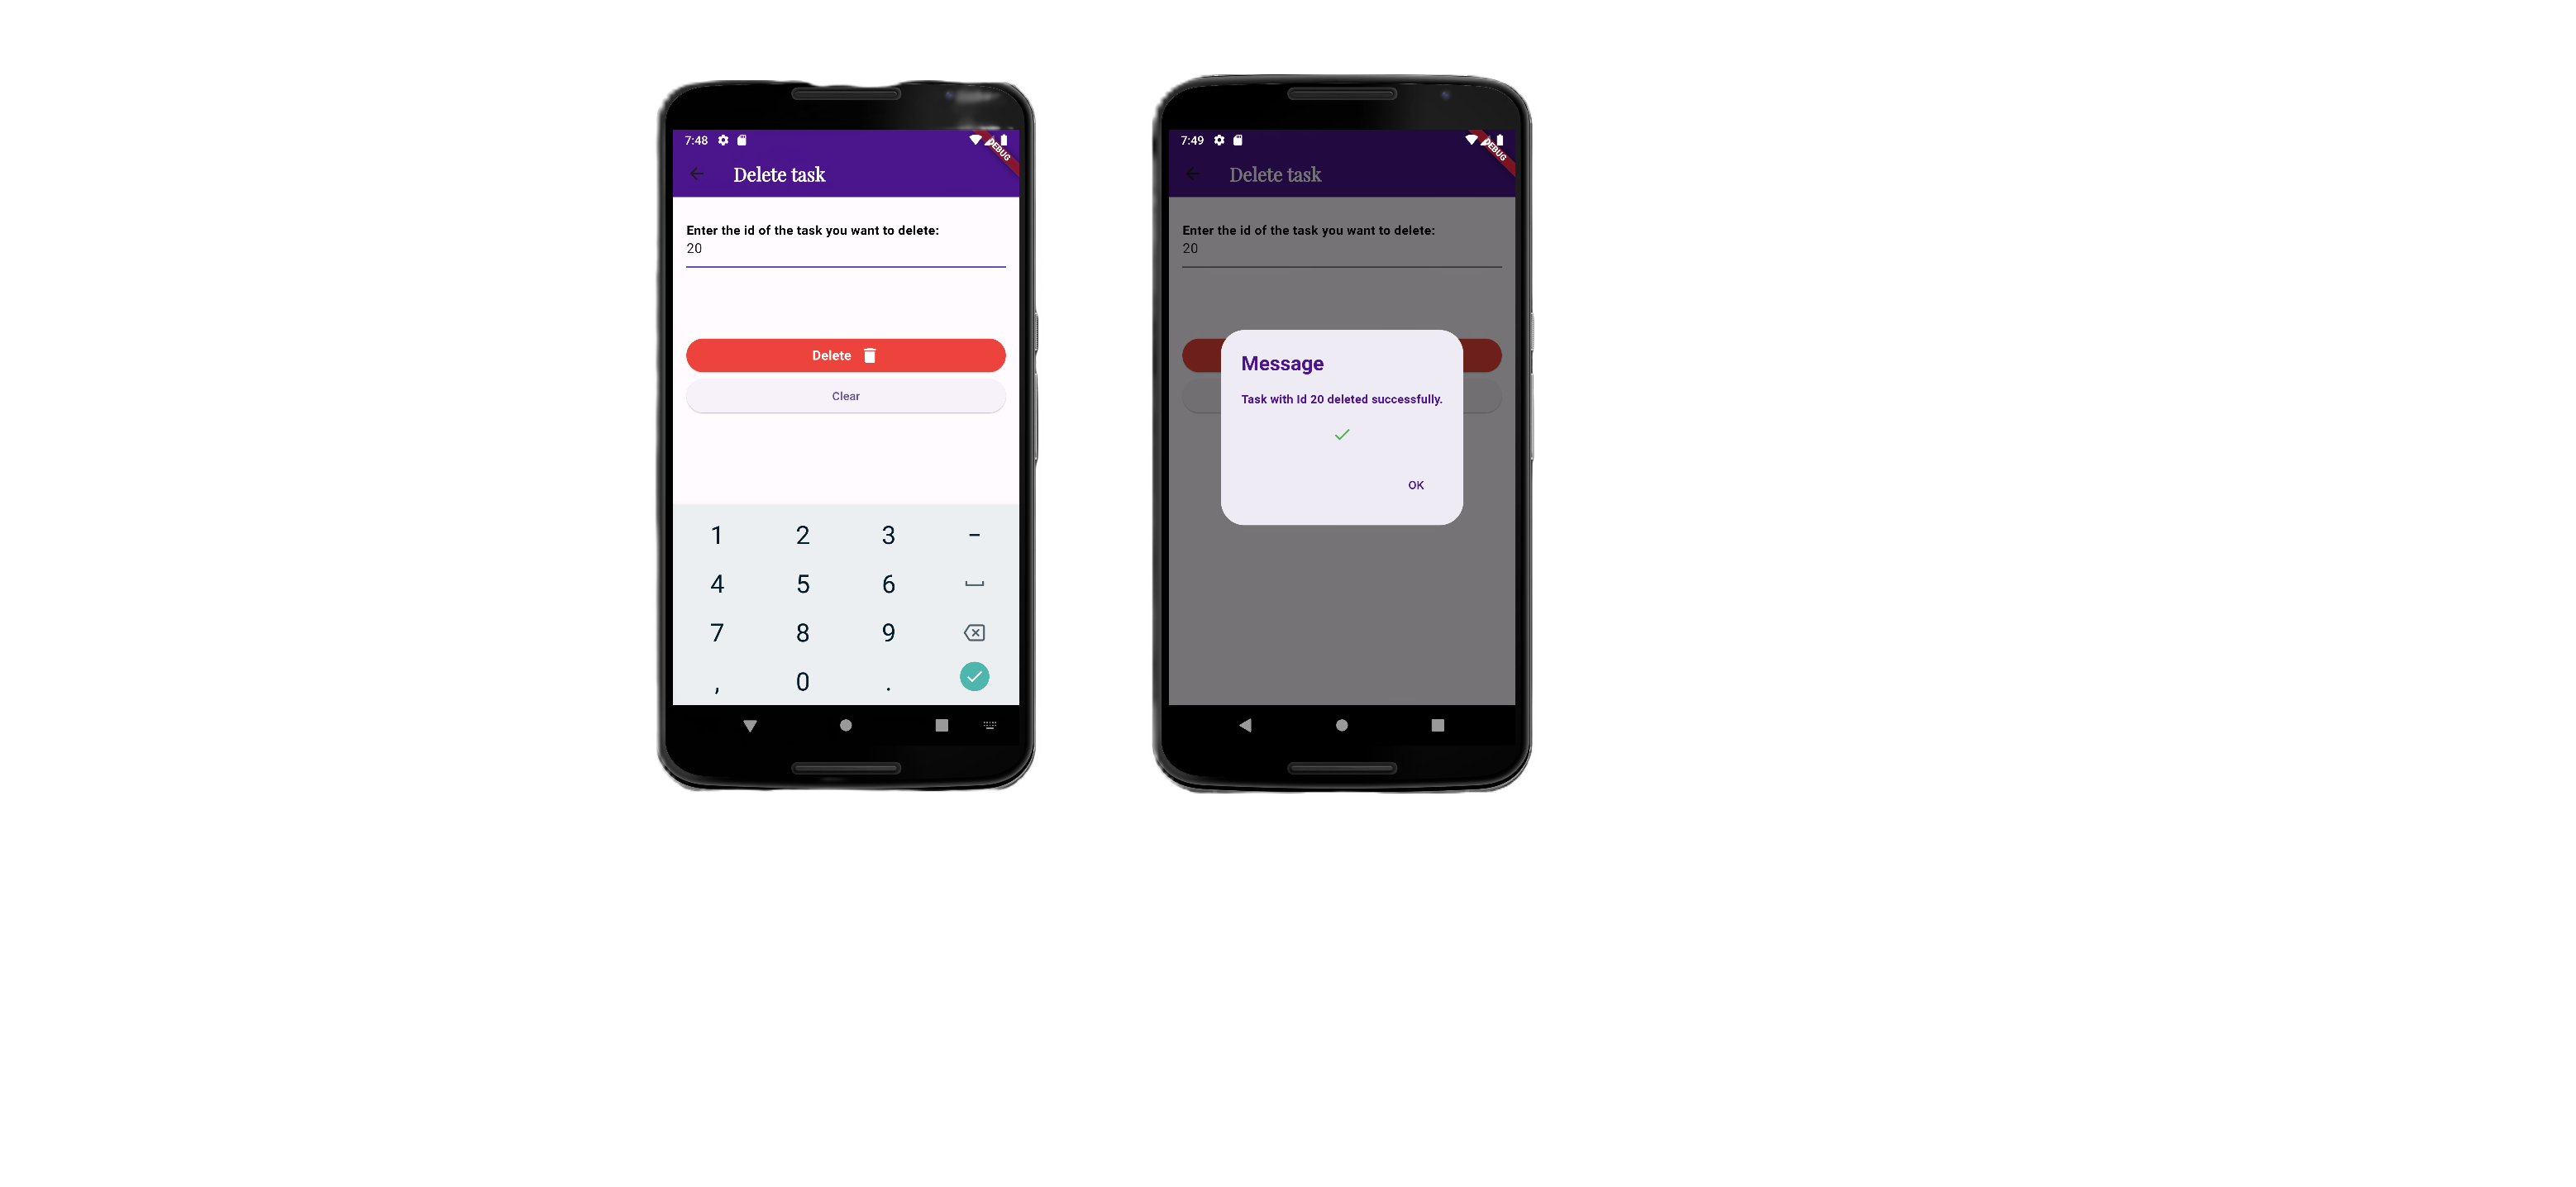 7:48
DEBUG
Delete task
Enter the id of the task you want to delete:
20
Delete
Clear
1 2 3 -
4 5 6
7 8 9
, 0 .
7:49
DEBUG
Delete task
Enter the id of the task you want to delete:
20
Message
Task with Id 20 deleted successfully.
OK